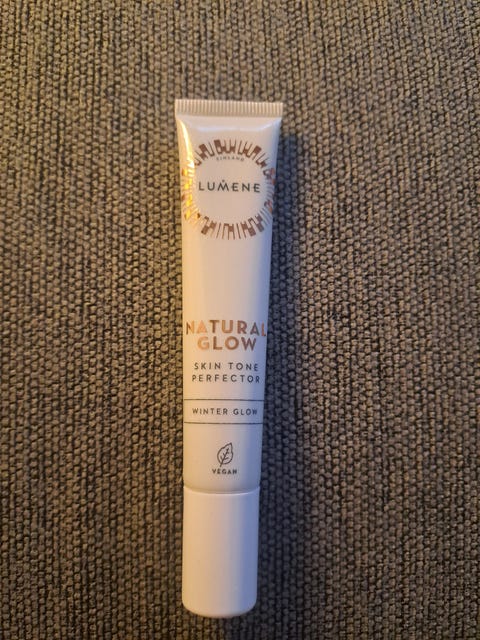 FINLAND
LUMENE
NATURAL
GLOW
SKIN TONE
PERFECTOR
WINTER GLOW
VEGAN